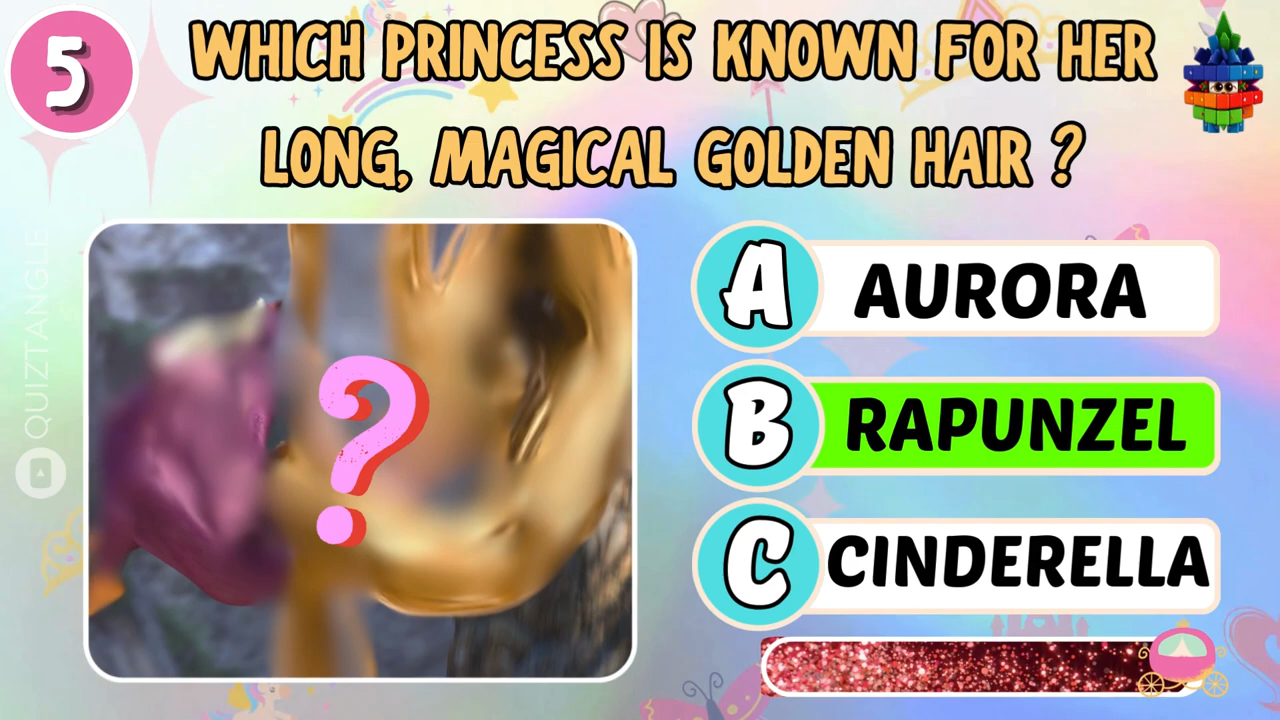 5
WHICH PRINCESS IS KNOWN FOR HER
LONG, MAGICAL GOLDEN HAIR ?
QUIZTANGLE
?
A AURORA
B RAPUNZEL
C CINDERELLA